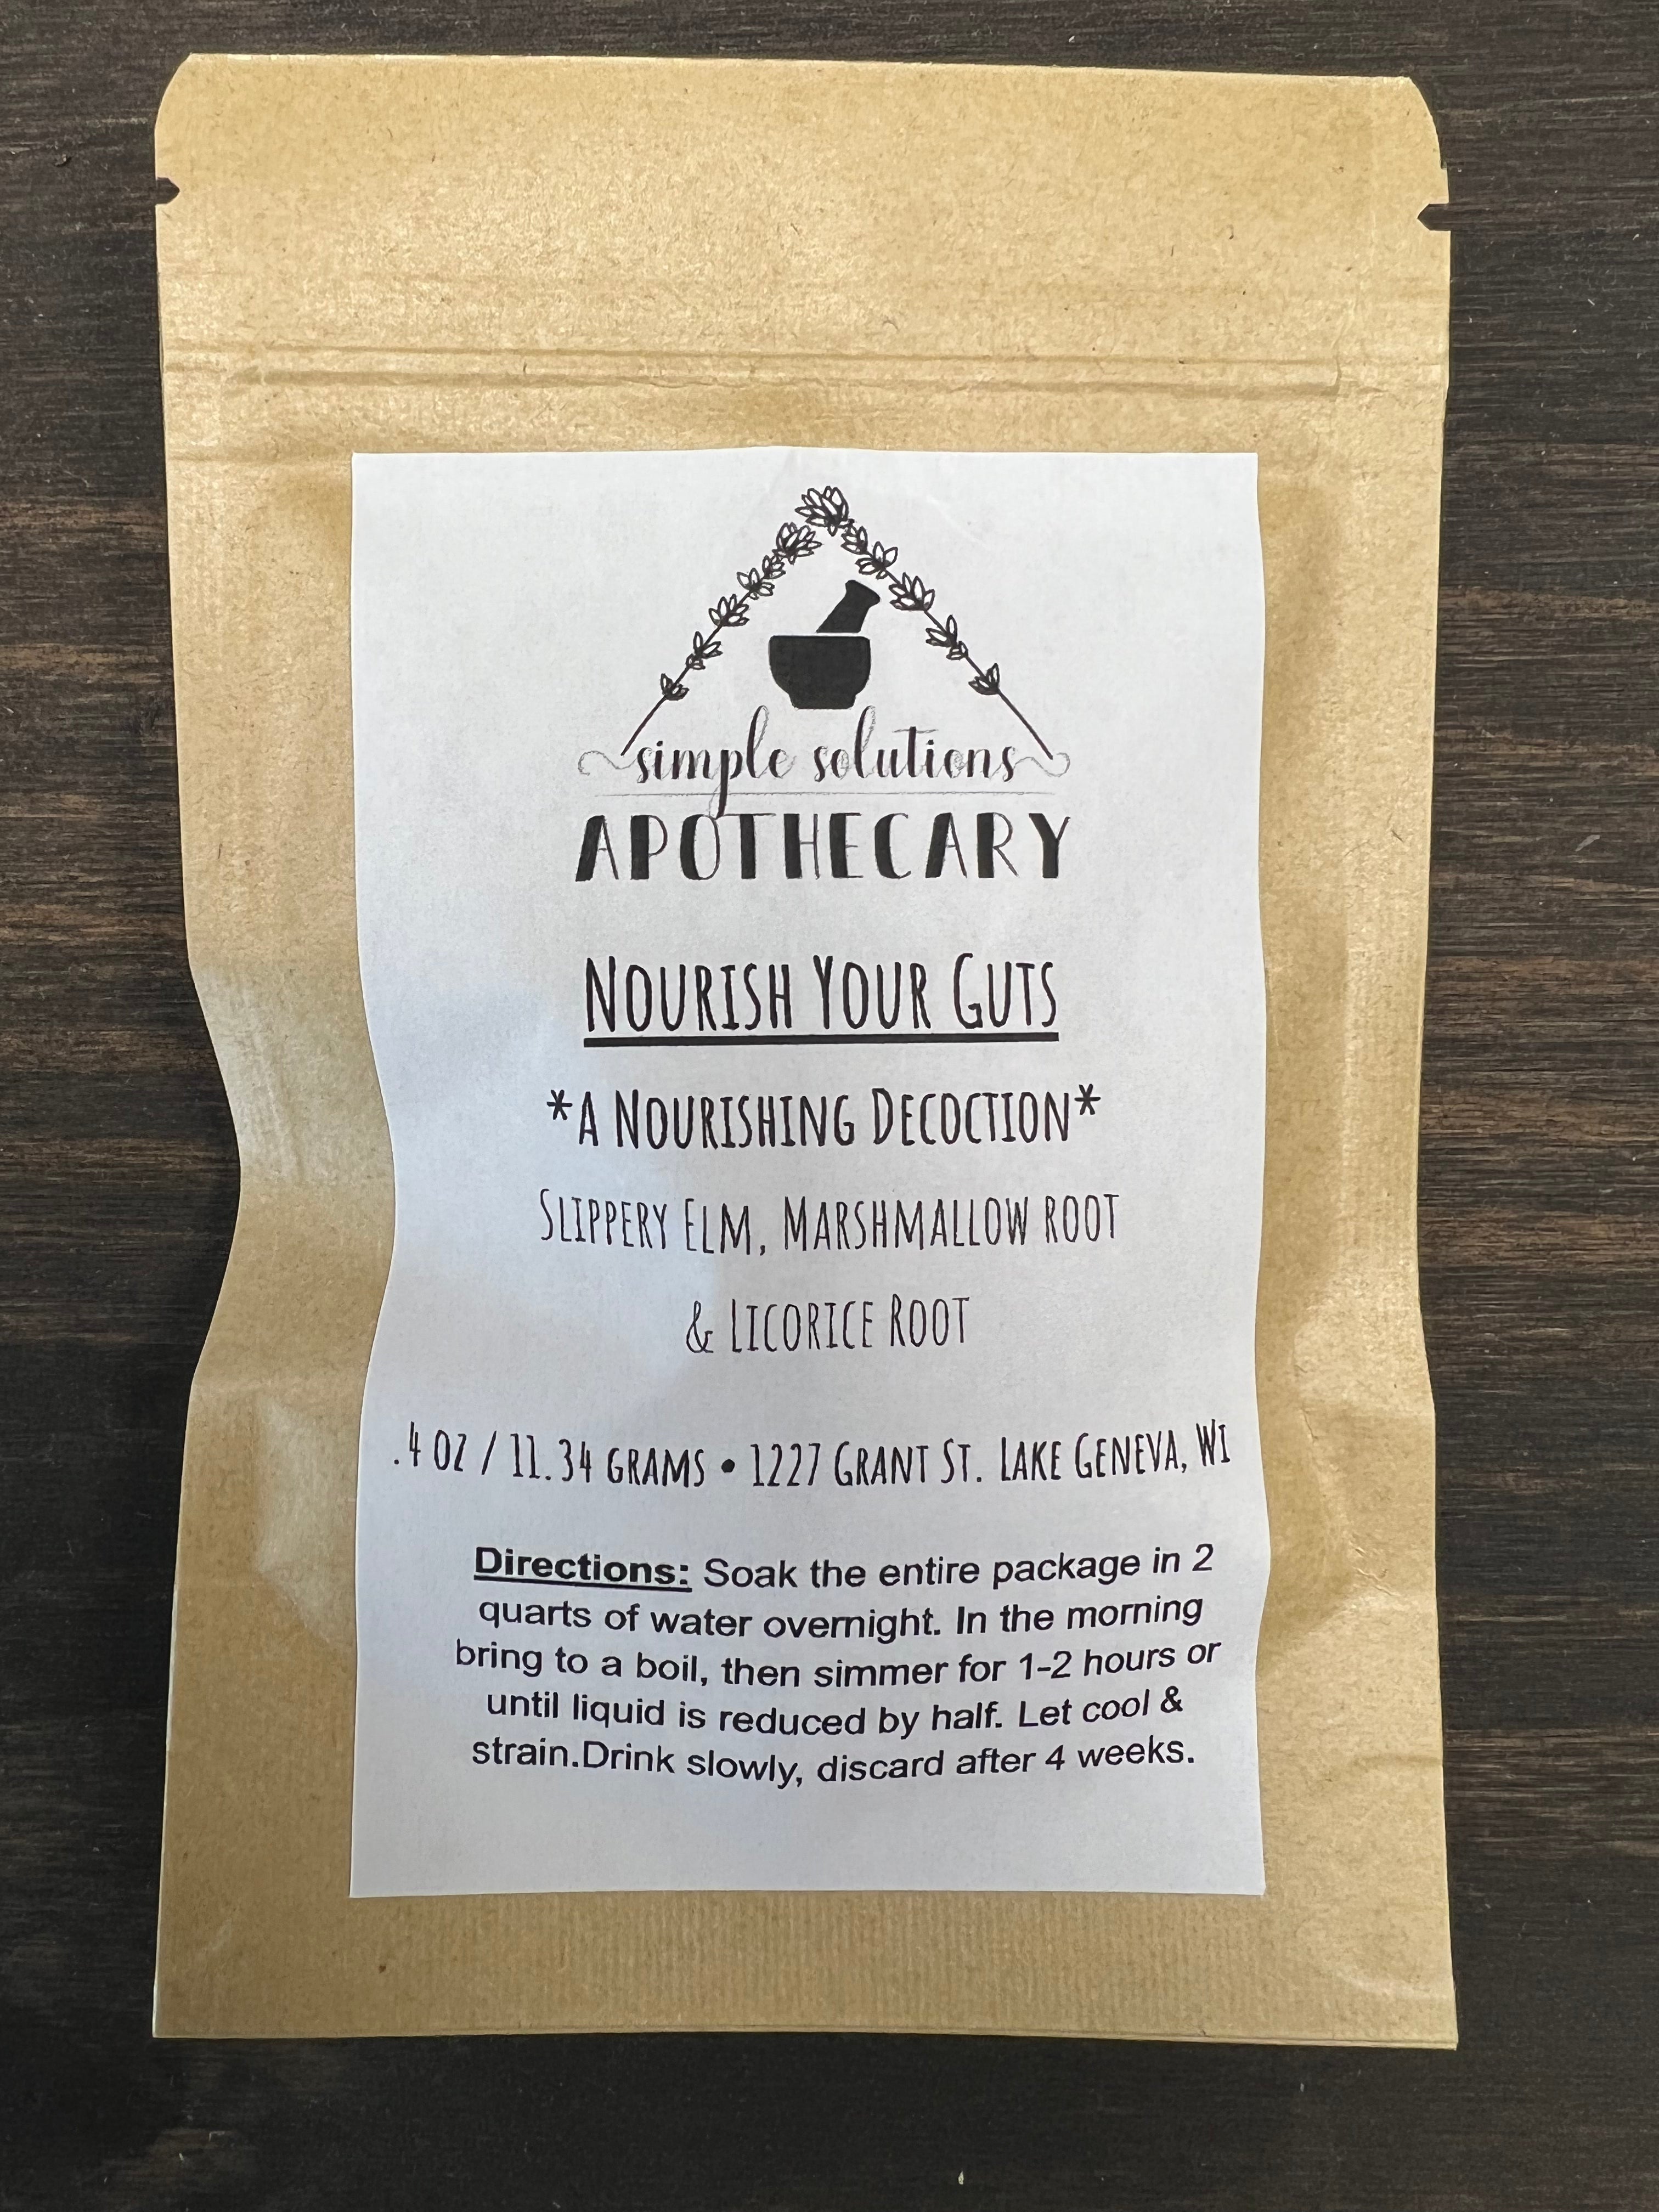 simple solutions
APOTHECARY
NOURISH YOUR GUTS
*A NOURISHING DECOCTION*
SLIPPERY ELM, MARSHMALLOW ROOT
& LICORICE ROOT
.4 OZ / 11.34 GRAMS • 1227 GRANT ST. LAKE GENEVA, WI
Directions: Soak the entire package in 2
quarts of water overnight. In the morning
bring to a boil, then simmer for 1-2 hours or
until liquid is reduced by half. Let cool &
strain.Drink slowly, discard after 4 weeks.